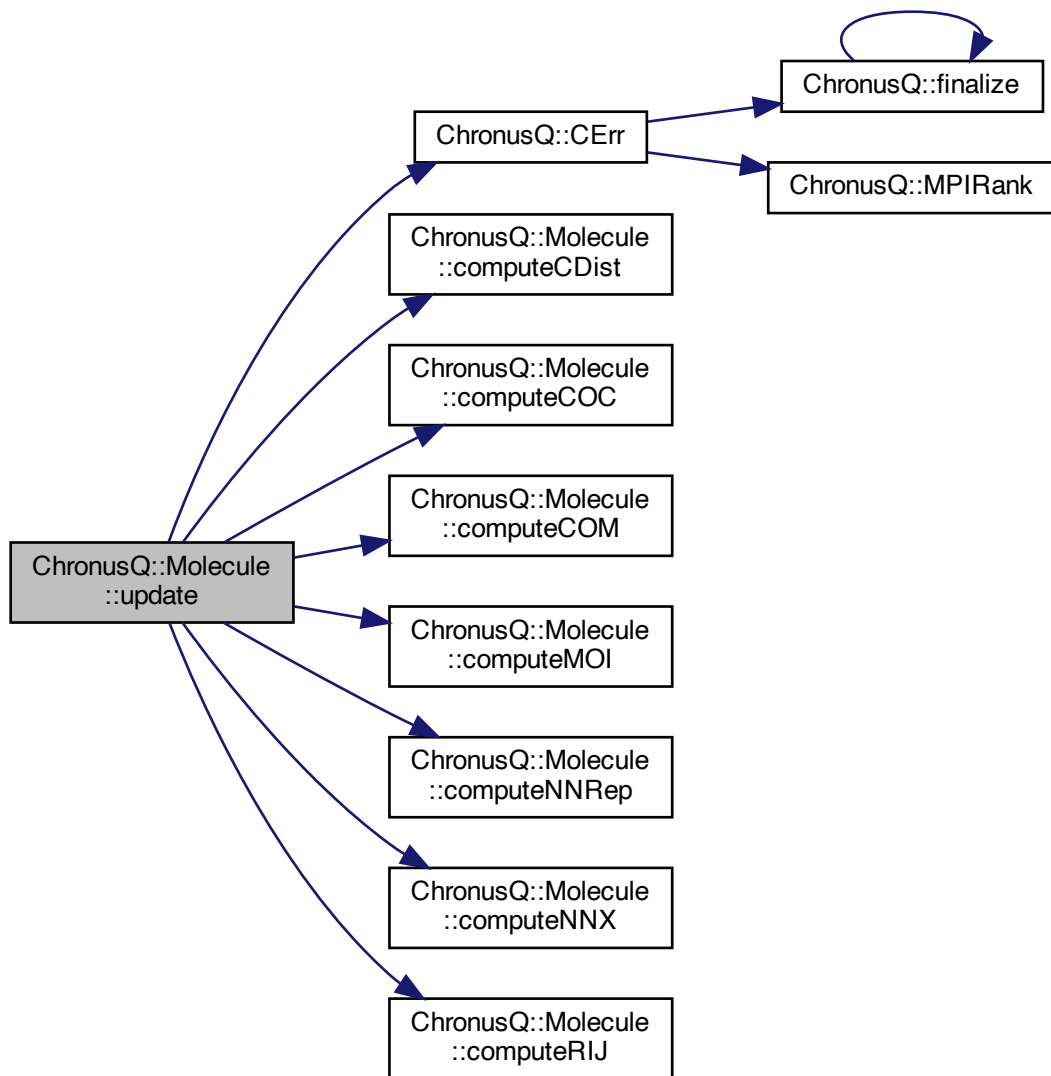 ChronusQ::finalize
ChronusQ::CErr
ChronusQ::MPIRank
ChronusQ::Molecule
::computeCDist
ChronusQ::Molecule
::computeCOC
ChronusQ::Molecule
::computeCOM
ChronusQ::Molecule
::update
ChronusQ::Molecule
::computeMOI
ChronusQ::Molecule
::computeNNRep
ChronusQ::Molecule
::computeNNX
ChronusQ::Molecule
::computeRIJ